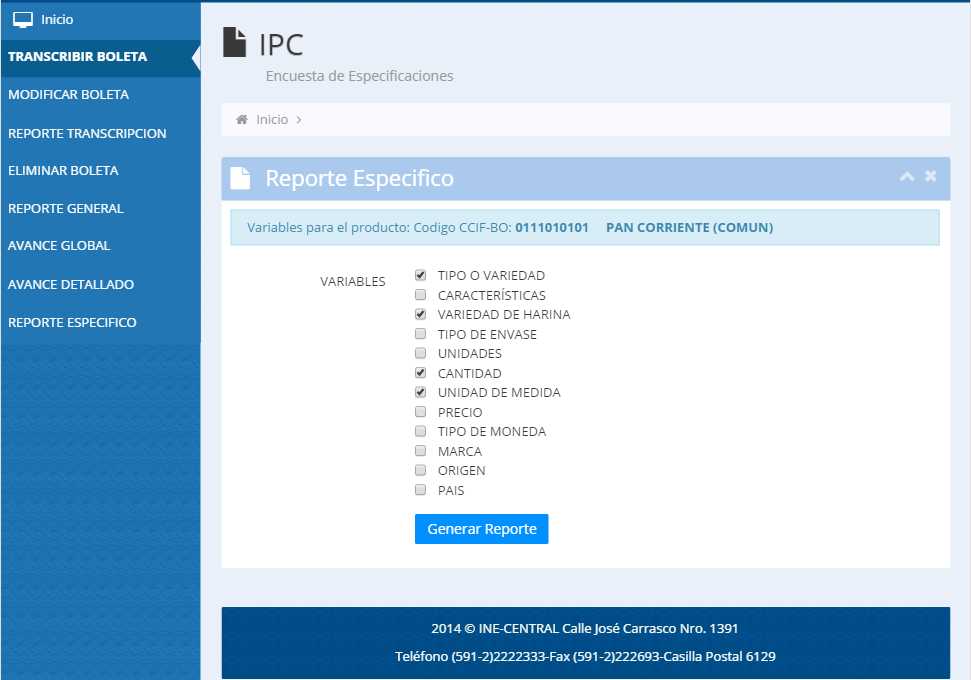 Inicio
TRANSCRIBIR BOLETA
MODIFICAR BOLETA
REPORTE TRANSCRIPCION
ELIMINAR BOLETA
REPORTE GENERAL
AVANCE GLOBAL
AVANCE DETALLADO
REPORTE ESPECIFICO
IPC
Encuesta de Especificaciones
Inicio >
Reporte Especifico
Variables para el producto: Codigo CCIF-BO: 0111010101 PAN CORRIENTE (COMUN)
VARIABLES
TIPO O VARIEDAD
CARACTERÍSTICAS
VARIEDAD DE HARINA
TIPO DE ENVASE
UNIDADES
CANTIDAD
UNIDAD DE MEDIDA
PRECIO
TIPO DE MONEDA
MARCA
ORIGEN
PAIS
Generar Reporte
2014 © INE-CENTRAL Calle José Carrasco Nro. 1391
Teléfono (591-2)2222333-Fax (591-2)222693-Casilla Postal 6129